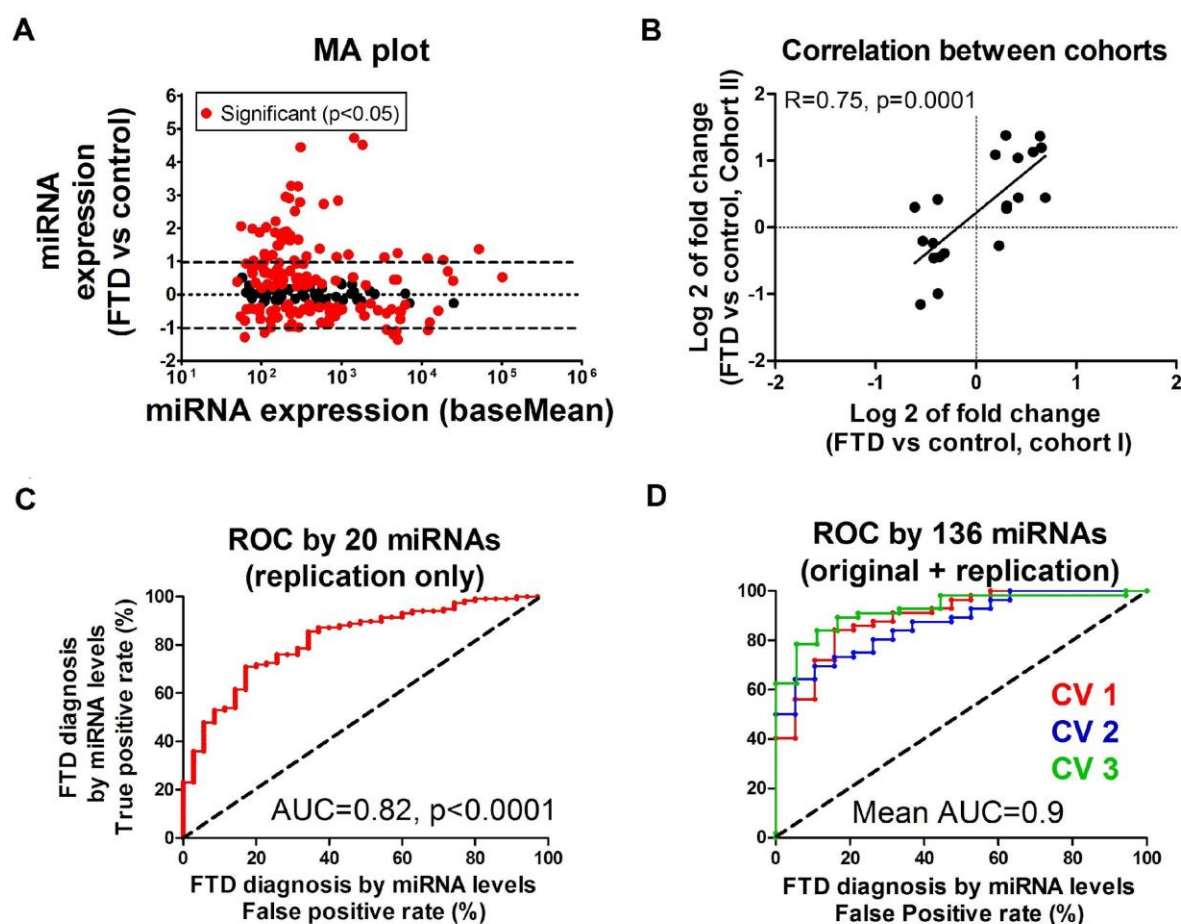 A
MA plot
miRNA
expression
(FTD vs control)
6
5
4
3
2
1
0
-1
-2
Significant (p<0.05)
10¹ 10² 10³ 10⁴ 10⁵ 10⁶
miRNA expression (baseMean)
B
Correlation between cohorts
R=0.75, p=0.0001
Log 2 of fold change
(FTD vs control, Cohort II)
2
1
0
-1
-2
-2 -1 0 1 2
Log 2 of fold change
(FTD vs control, cohort I)
C
ROC by 20 miRNAs
(replication only)
FTD diagnosis
by miRNA levels
True positive rate (%)
100
80
60
40
20
0
AUC=0.82, p<0.0001
0 20 40 60 80 100
FTD diagnosis by miRNA levels
False positive rate (%)
D
ROC by 136 miRNAs
(original + replication)
100
80
60
40
20
0
CV 1
CV 2
CV 3
Mean AUC=0.9
0 20 40 60 80 100
FTD diagnosis by miRNA levels
False Positive rate (%)